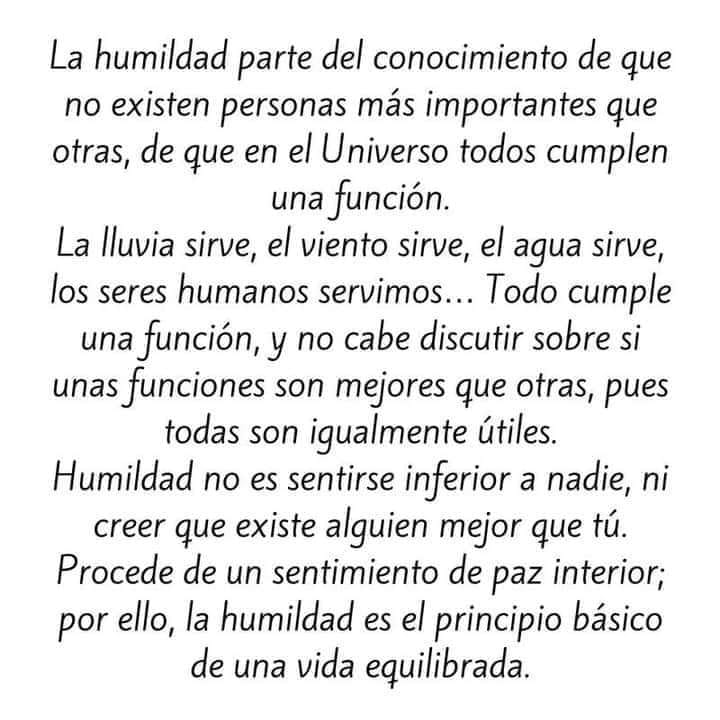 La humildad parte del conocimiento de que
no existen personas más importantes que
otras, de que en el Universo todos cumplen
una función.
La lluvia sirve, el viento sirve, el agua sirve,
los seres humanos servimos... Todo cumple
una función, y no cabe discutir sobre si
unas funciones son mejores que otras, pues
todas son igualmente útiles.
Humildad no es sentirse inferior a nadie, ni
creer que existe alguien mejor que tú.
Procede de un sentimiento de paz interior;
por ello, la humildad es el principio básico
de una vida equilibrada.